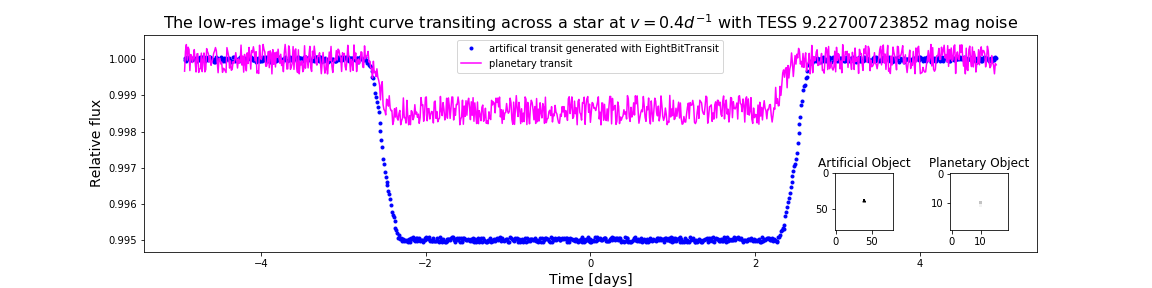 The low-res image's light curve transiting across a star at v = 0.4d⁻¹ with TESS 9.22700723852 mag noise
artifical transit generated with EightBitTransit
planetary transit
Relative flux
1.000
0.999
0.998
0.997
0.996
0.995
Artificial Object
0
50
0 50
Planetary Object
0
10
0 10
−4 −2 0 2 4
Time [days]